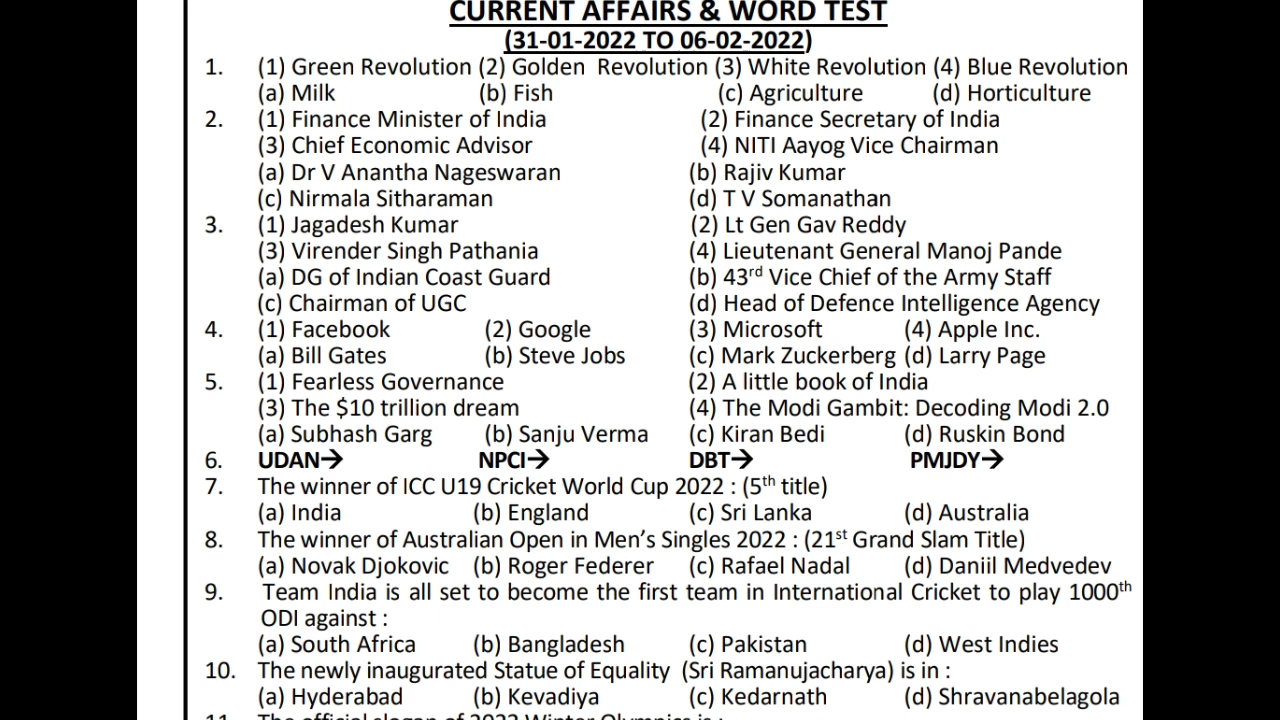 CURRENT AFFAIRS & WORD TEST
(31-01-2022 TO 06-02-2022)
1. (1) Green Revolution (2) Golden Revolution (3) White Revolution (4) Blue Revolution
(a) Milk (b) Fish (c) Agriculture (d) Horticulture
2. (1) Finance Minister of India (2) Finance Secretary of India
(3) Chief Economic Advisor (4) NITI Aayog Vice Chairman
(a) Dr V Anantha Nageswaran (b) Rajiv Kumar
(c) Nirmala Sitharaman (d) T V Somanathan
3. (1) Jagadesh Kumar (2) Lt Gen Gav Reddy
(3) Virender Singh Pathania (4) Lieutenant General Manoj Pande
(a) DG of Indian Coast Guard (b) 43rd Vice Chief of the Army Staff
(c) Chairman of UGC (d) Head of Defence Intelligence Agency
4. (1) Facebook (2) Google (3) Microsoft (4) Apple Inc.
(a) Bill Gates (b) Steve Jobs (c) Mark Zuckerberg (d) Larry Page
5. (1) Fearless Governance (2) A little book of India
(3) The $10 trillion dream (4) The Modi Gambit: Decoding Modi 2.0
(a) Subhash Garg (b) Sanju Verma (c) Kiran Bedi (d) Ruskin Bond
6. UDAN→ NPCI→ DBT→ PMJDY→
7. The winner of ICC U19 Cricket World Cup 2022 : (5th title)
(a) India (b) England (c) Sri Lanka (d) Australia
8. The winner of Australian Open in Men’s Singles 2022 : (21st Grand Slam Title)
(a) Novak Djokovic (b) Roger Federer (c) Rafael Nadal (d) Daniil Medvedev
9. Team India is all set to become the first team in International Cricket to play 1000th
ODI against :
(a) South Africa (b) Bangladesh (c) Pakistan (d) West Indies
10. The newly inaugurated Statue of Equality (Sri Ramanujacharya) is in :
(a) Hyderabad (b) Kevadiya (c) Kedarnath (d) Shravanabelagola
11. The official slogan of 2022 Winter Olympics is :